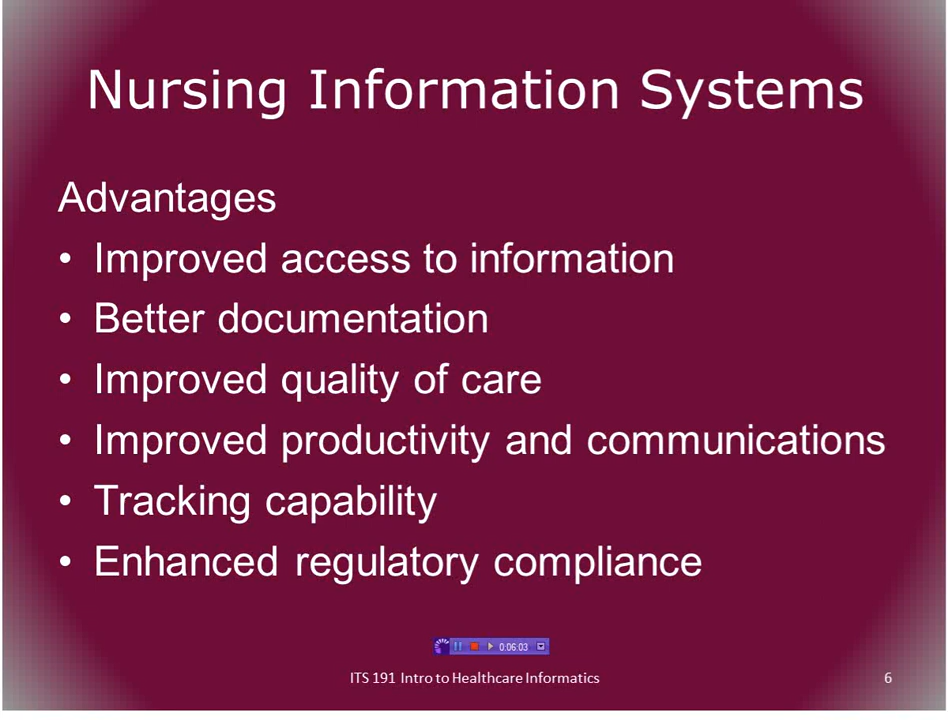 Nursing Information Systems
Advantages
• Improved access to information
• Better documentation
• Improved quality of care
• Improved productivity and communications
• Tracking capability
• Enhanced regulatory compliance
0:06:03
ITS 191 Intro to Healthcare Informatics 6